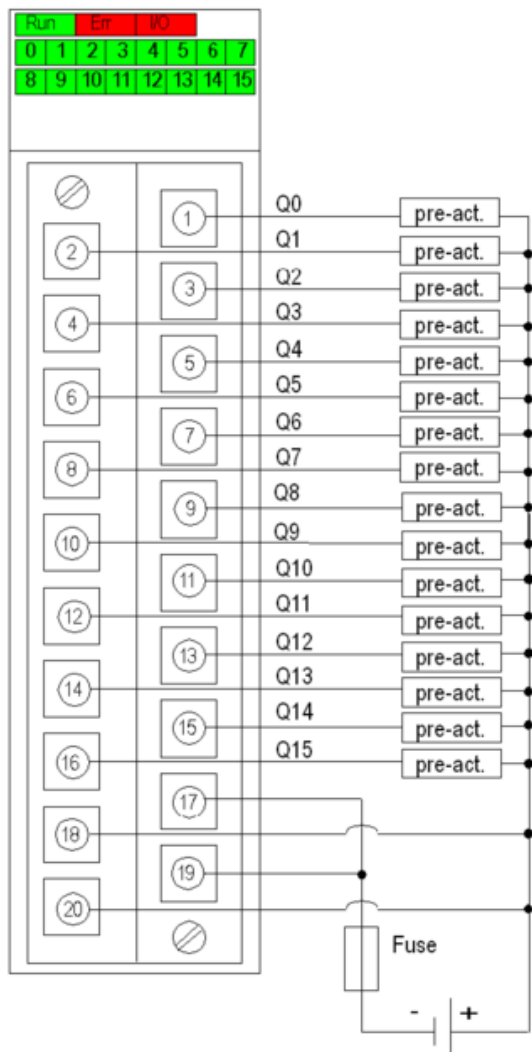 Run Err I/O
0 1 2 3 4 5 6 7
8 9 10 11 12 13 14 15
1 Q0 pre-act.
2 Q1 pre-act.
3 Q2 pre-act.
4 Q3 pre-act.
5 Q4 pre-act.
6 Q5 pre-act.
7 Q6 pre-act.
8 Q7 pre-act.
9 Q8 pre-act.
10 Q9 pre-act.
11 Q10 pre-act.
12 Q11 pre-act.
13 Q12 pre-act.
14 Q13 pre-act.
15 Q14 pre-act.
16 Q15 pre-act.
17
18
19
20
Fuse
- +